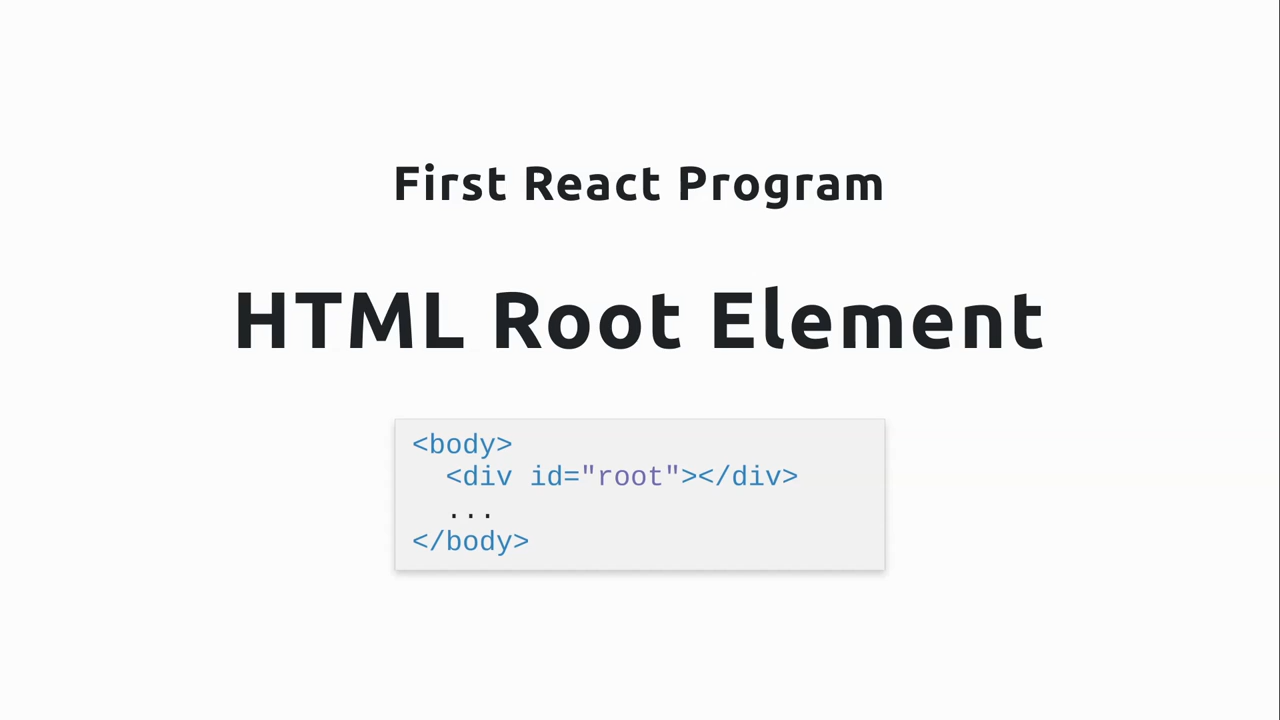 First React Program
HTML Root Element
<body>
  <div id="root"></div>
  ...
</body>